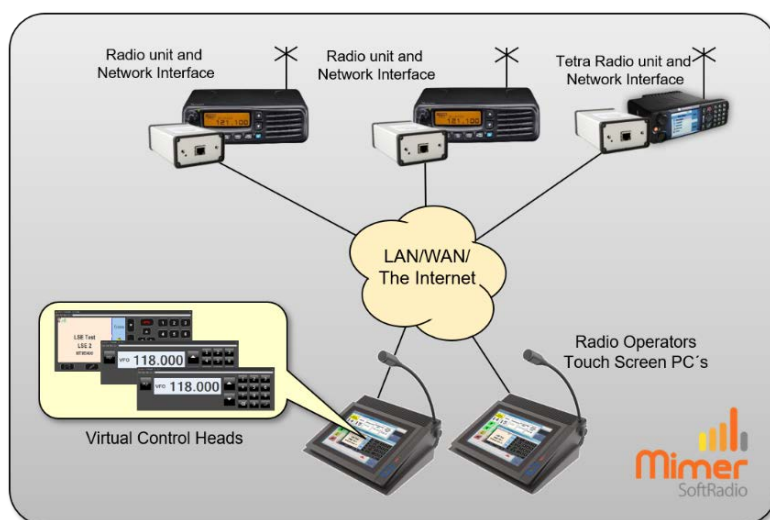 Radio unit and
Network Interface
Radio unit and
Network Interface
Tetra Radio unit and
Network Interface
121.100
121.100
LAN/WAN/
The Internet
LSB Test
LSE 2
VFO 118.000
VFO 118.000
Virtual Control Heads
Radio Operators
Touch Screen PC´s
Mimer
SoftRadio